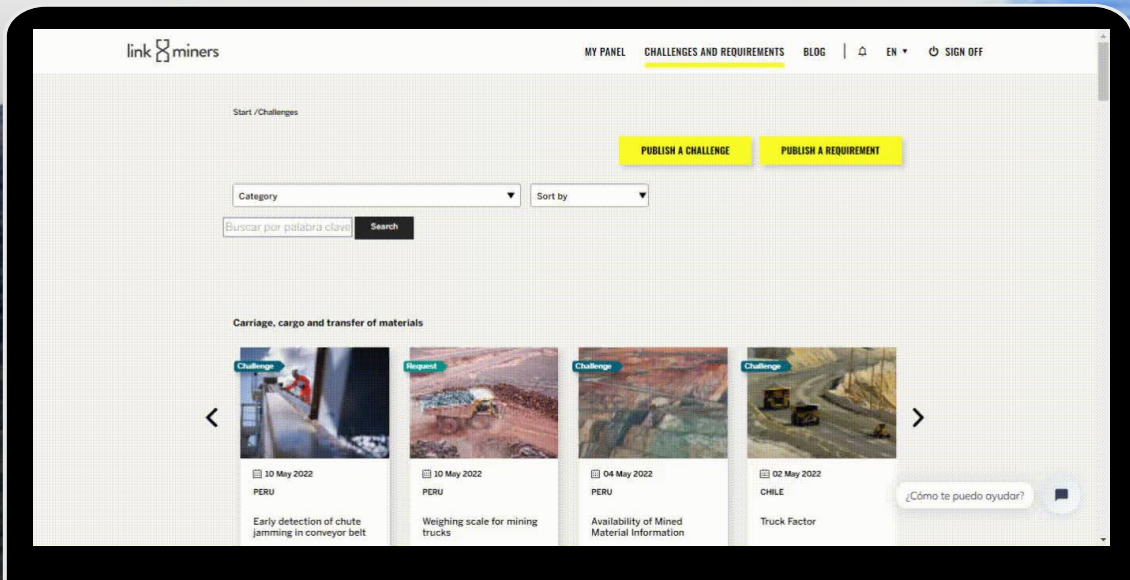 link miners
MY PANEL CHALLENGES AND REQUIREMENTS BLOG EN SIGN OFF
Start /Challenges
PUBLISH A CHALLENGE PUBLISH A REQUIREMENT
Category Sort by
Buscar por palabra clave Search
Carriage, cargo and transfer of materials
Challenge Request Challenge Challenge
10 May 2022 10 May 2022 04 May 2022 02 May 2022
PERU PERU PERU CHILE
¿Cómo te puedo ayudar?
Early detection of chute Weighing scale for mining Availability of Mined Truck Factor
jamming in conveyor belt trucks Material Information